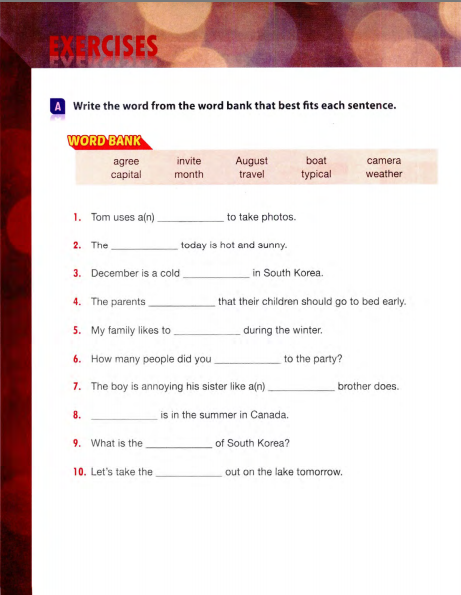 EXERCISES
A Write the word from the word bank that best fits each sentence.
WORD BANK
agree invite August boat camera
capital month travel typical weather
1. Tom uses a(n) ____________ to take photos.
2. The ____________ today is hot and sunny.
3. December is a cold ____________ in South Korea.
4. The parents ____________ that their children should go to bed early.
5. My family likes to ____________ during the winter.
6. How many people did you ____________ to the party?
7. The boy is annoying his sister like a(n) ____________ brother does.
8. ____________ is in the summer in Canada.
9. What is the ____________ of South Korea?
10. Let's take the ____________ out on the lake tomorrow.